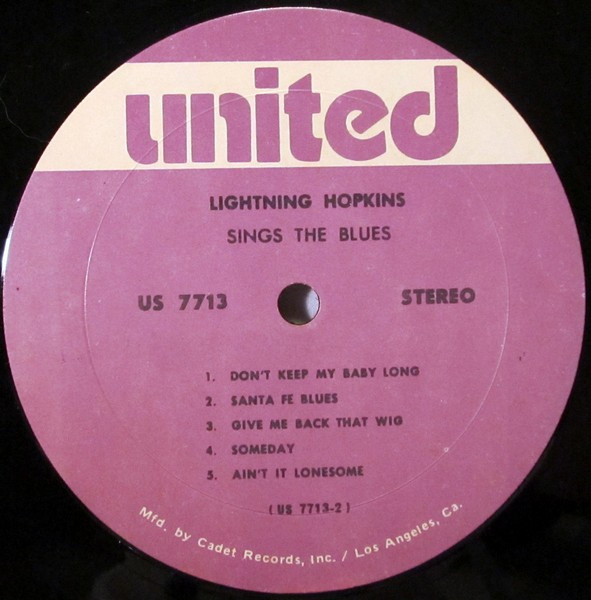 united
LIGHTNING HOPKINS
SINGS THE BLUES
US 7713 STEREO
1. DON'T KEEP MY BABY LONG
2. SANTA FE BLUES
3. GIVE ME BACK THAT WIG
4. SOMEDAY
5. AIN'T IT LONESOME
(US 7713-2)
Mfd. by Cadet Records, Inc. / Los Angeles, Ca.